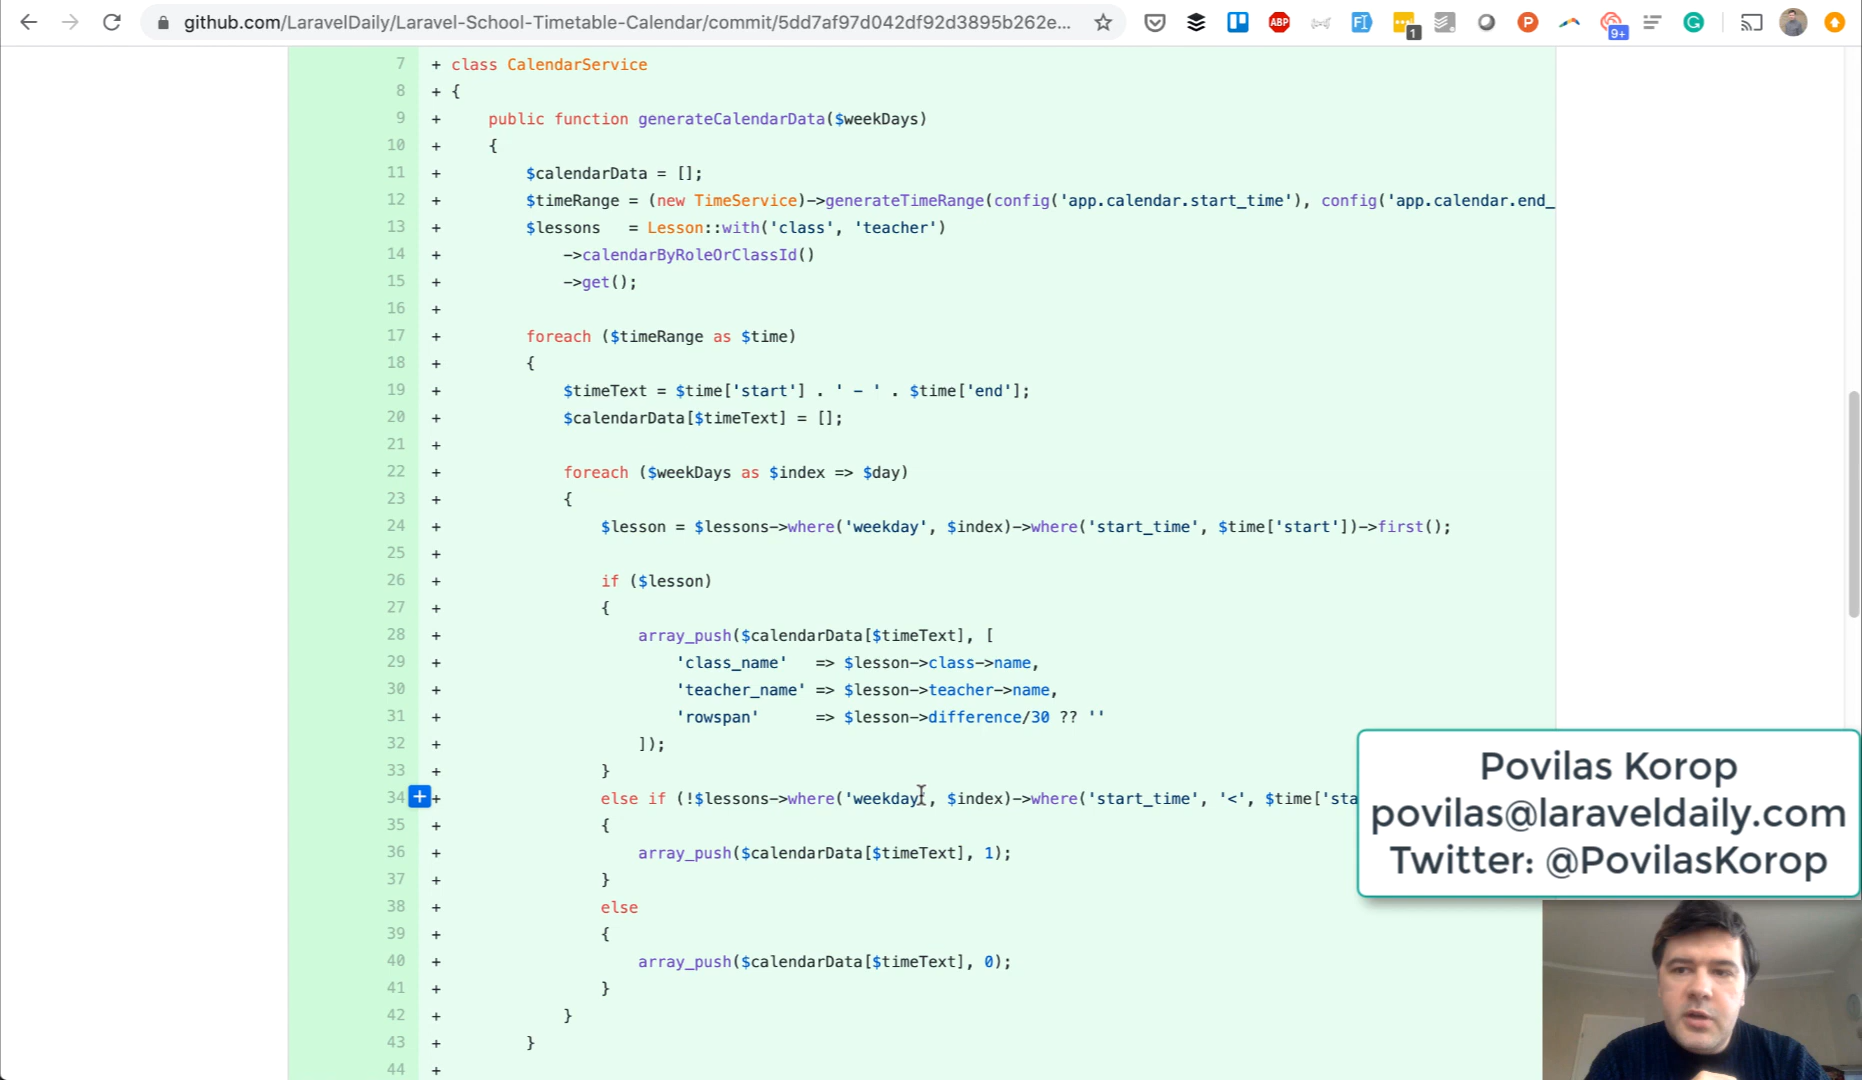 github.com/LaravelDaily/Laravel-School-Timetable-Calendar/commit/5dd7af97d042df92d3895b262e...
ABP
F
1
P
9+
G
7 + class CalendarService
8 + {
9 + public function generateCalendarData($weekDays)
10 + {
11 + $calendarData = [];
12 + $timeRange = (new TimeService)->generateTimeRange(config('app.calendar.start_time'), config('app.calendar.end_
13 + $lessons = Lesson::with('class', 'teacher')
14 + ->calendarByRoleOrClassId()
15 + ->get();
16 +
17 + foreach ($timeRange as $time)
18 + {
19 + $timeText = $time['start'] . ' - ' . $time['end'];
20 + $calendarData[$timeText] = [];
21 +
22 + foreach ($weekDays as $index => $day)
23 + {
24 + $lesson = $lessons->where('weekday', $index)->where('start_time', $time['start'])->first();
25 +
26 + if ($lesson)
27 + {
28 + array_push($calendarData[$timeText], [
29 + 'class_name' => $lesson->class->name,
30 + 'teacher_name' => $lesson->teacher->name,
31 + 'rowspan' => $lesson->difference/30 ?? ''
32 + ]);
33 + }
34 + + else if (!$lessons->where('weekday', $index)->where('start_time', '<', $time['sta
35 + {
36 + array_push($calendarData[$timeText], 1);
37 + }
38 + else
39 + {
40 + array_push($calendarData[$timeText], 0);
41 + }
42 + }
43 + }
44 +
Povilas Korop
povilas@laraveldaily.com
Twitter: @PovilasKorop